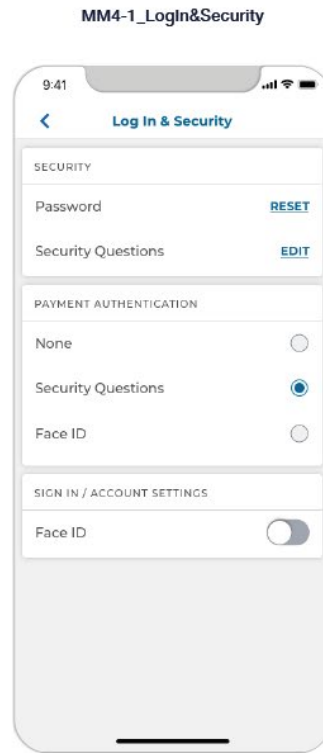 MM4-1_LogIn&Security
9:41
Log In & Security
SECURITY
Password RESET
Security Questions EDIT
PAYMENT AUTHENTICATION
None
Security Questions
Face ID
SIGN IN / ACCOUNT SETTINGS
Face ID